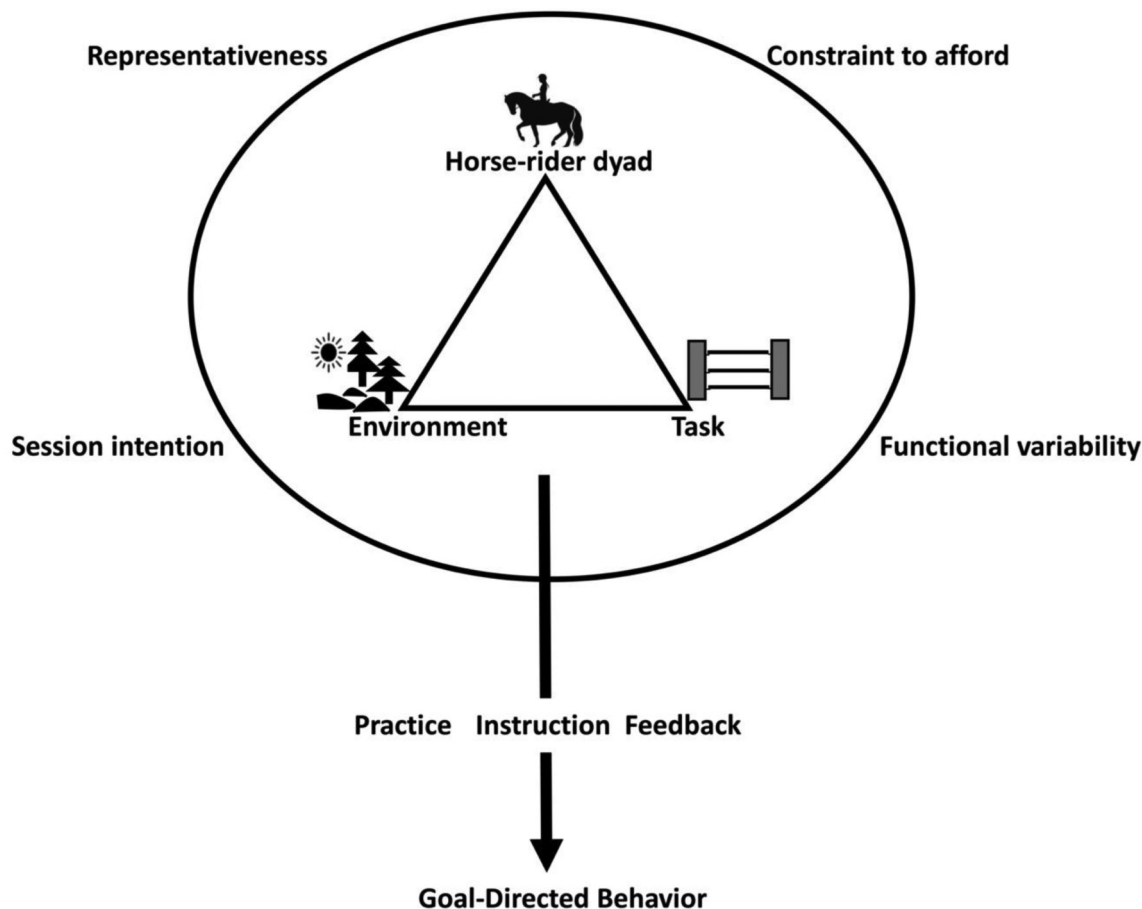 Representativeness
Constraint to afford
Horse-rider dyad
Environment
Task
Session intention
Functional variability
Practice Instruction Feedback
Goal-Directed Behavior